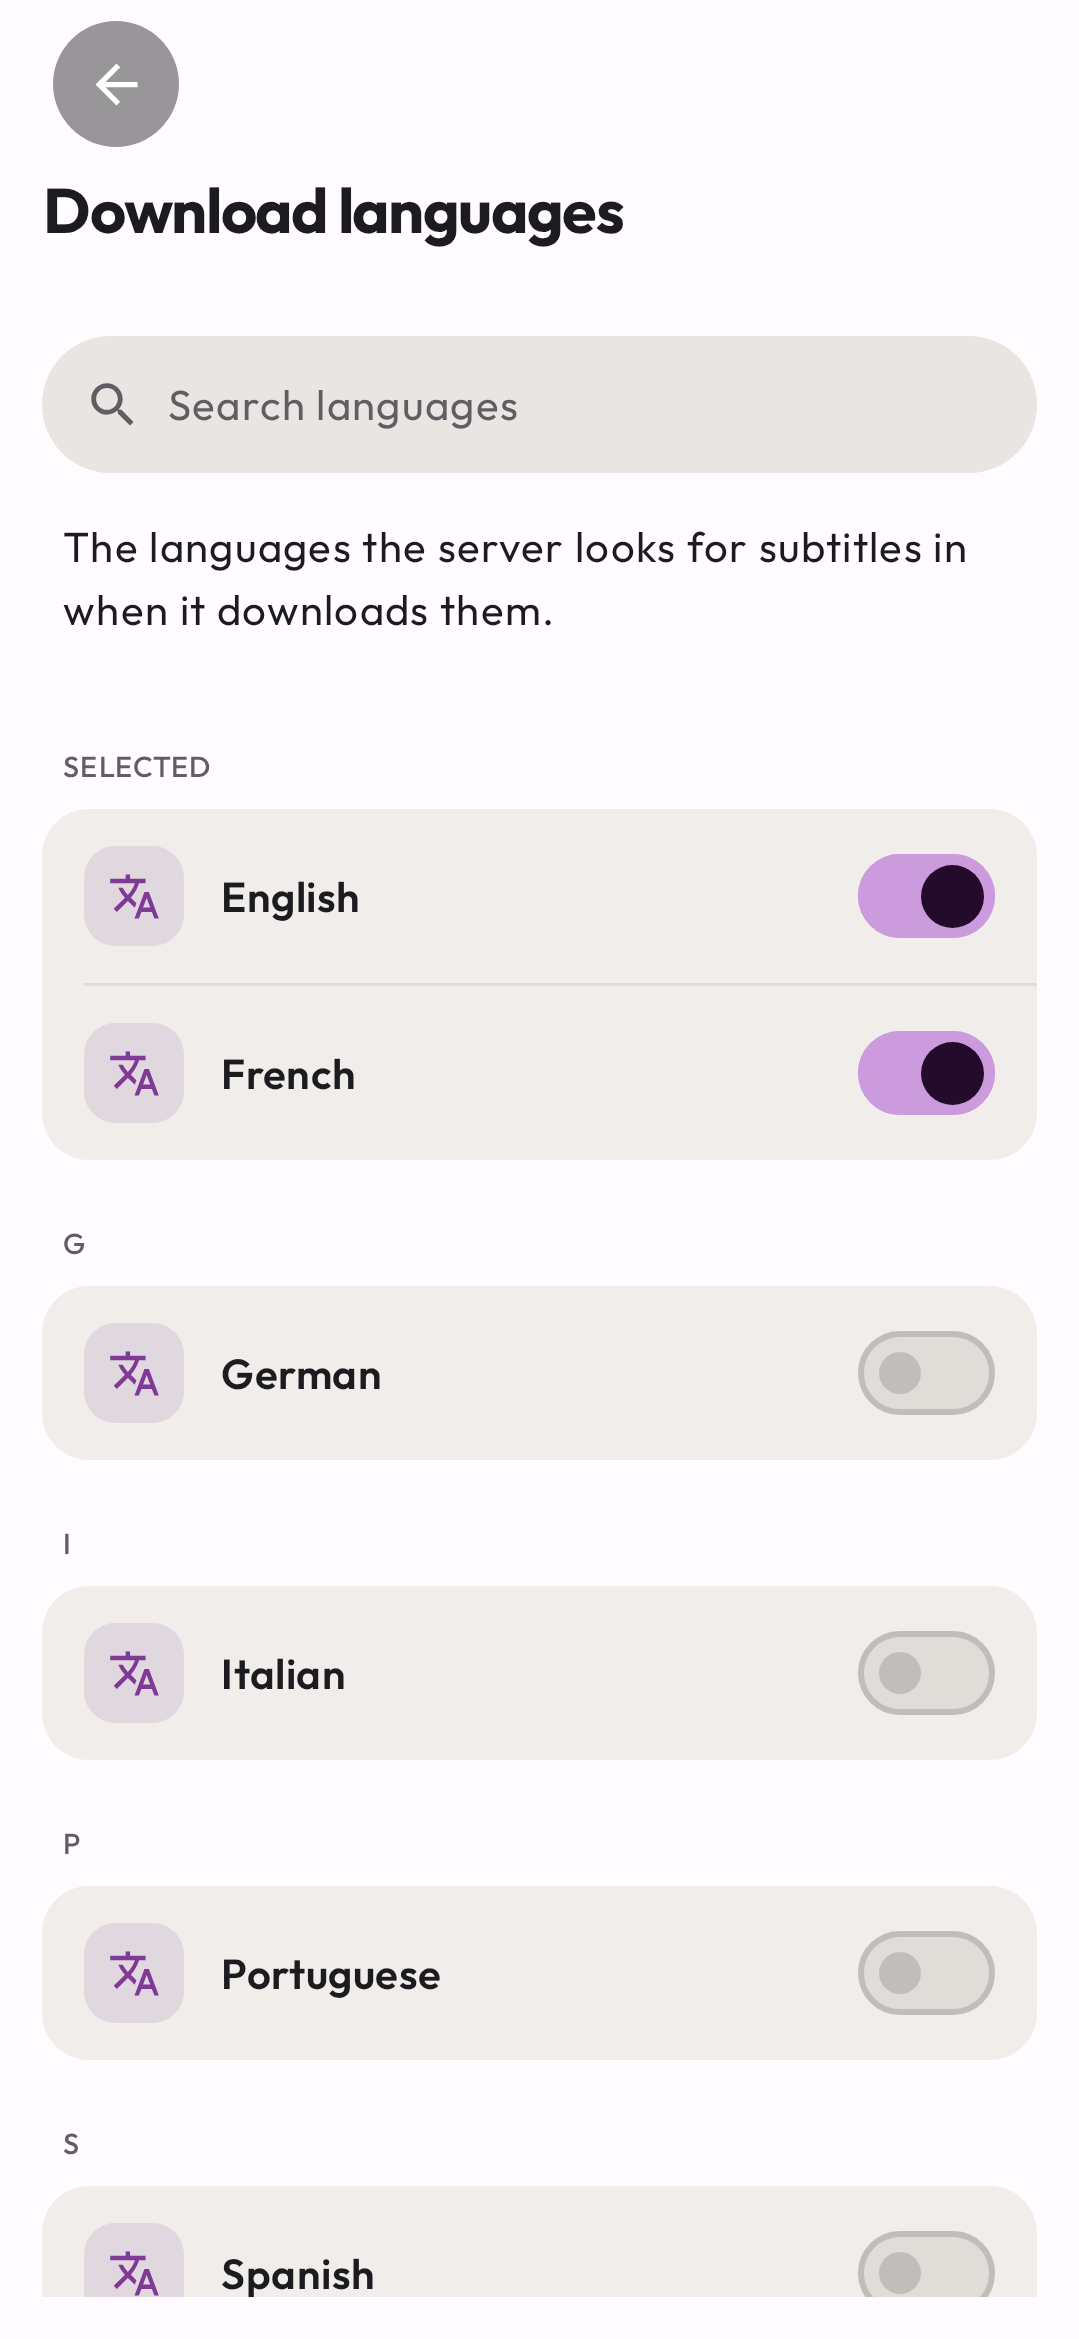 Download languages
Search languages
The languages the server looks for subtitles in
when it downloads them.
SELECTED
English
French
G
German
I
Italian
P
Portuguese
S
Spanish